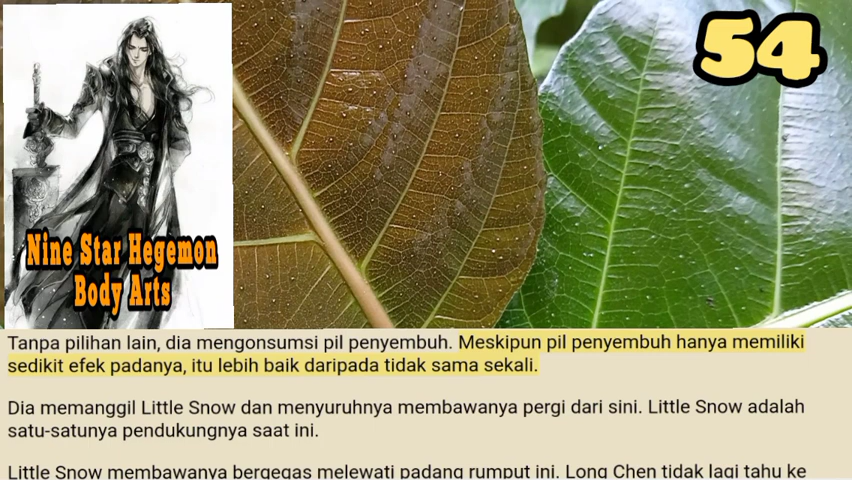 54
Nine Star Hegemon
Body Arts
Tanpa pilihan lain, dia mengonsumsi pil penyembuh. Meskipun pil penyembuh hanya memiliki
sedikit efek padanya, itu lebih baik daripada tidak sama sekali.
Dia memanggil Little Snow dan menyuruhnya membawanya pergi dari sini. Little Snow adalah
satu-satunya pendukungnya saat ini.
Little Snow membawanya bergegas melewati padang rumput ini. Long Chen tidak lagi tahu ke